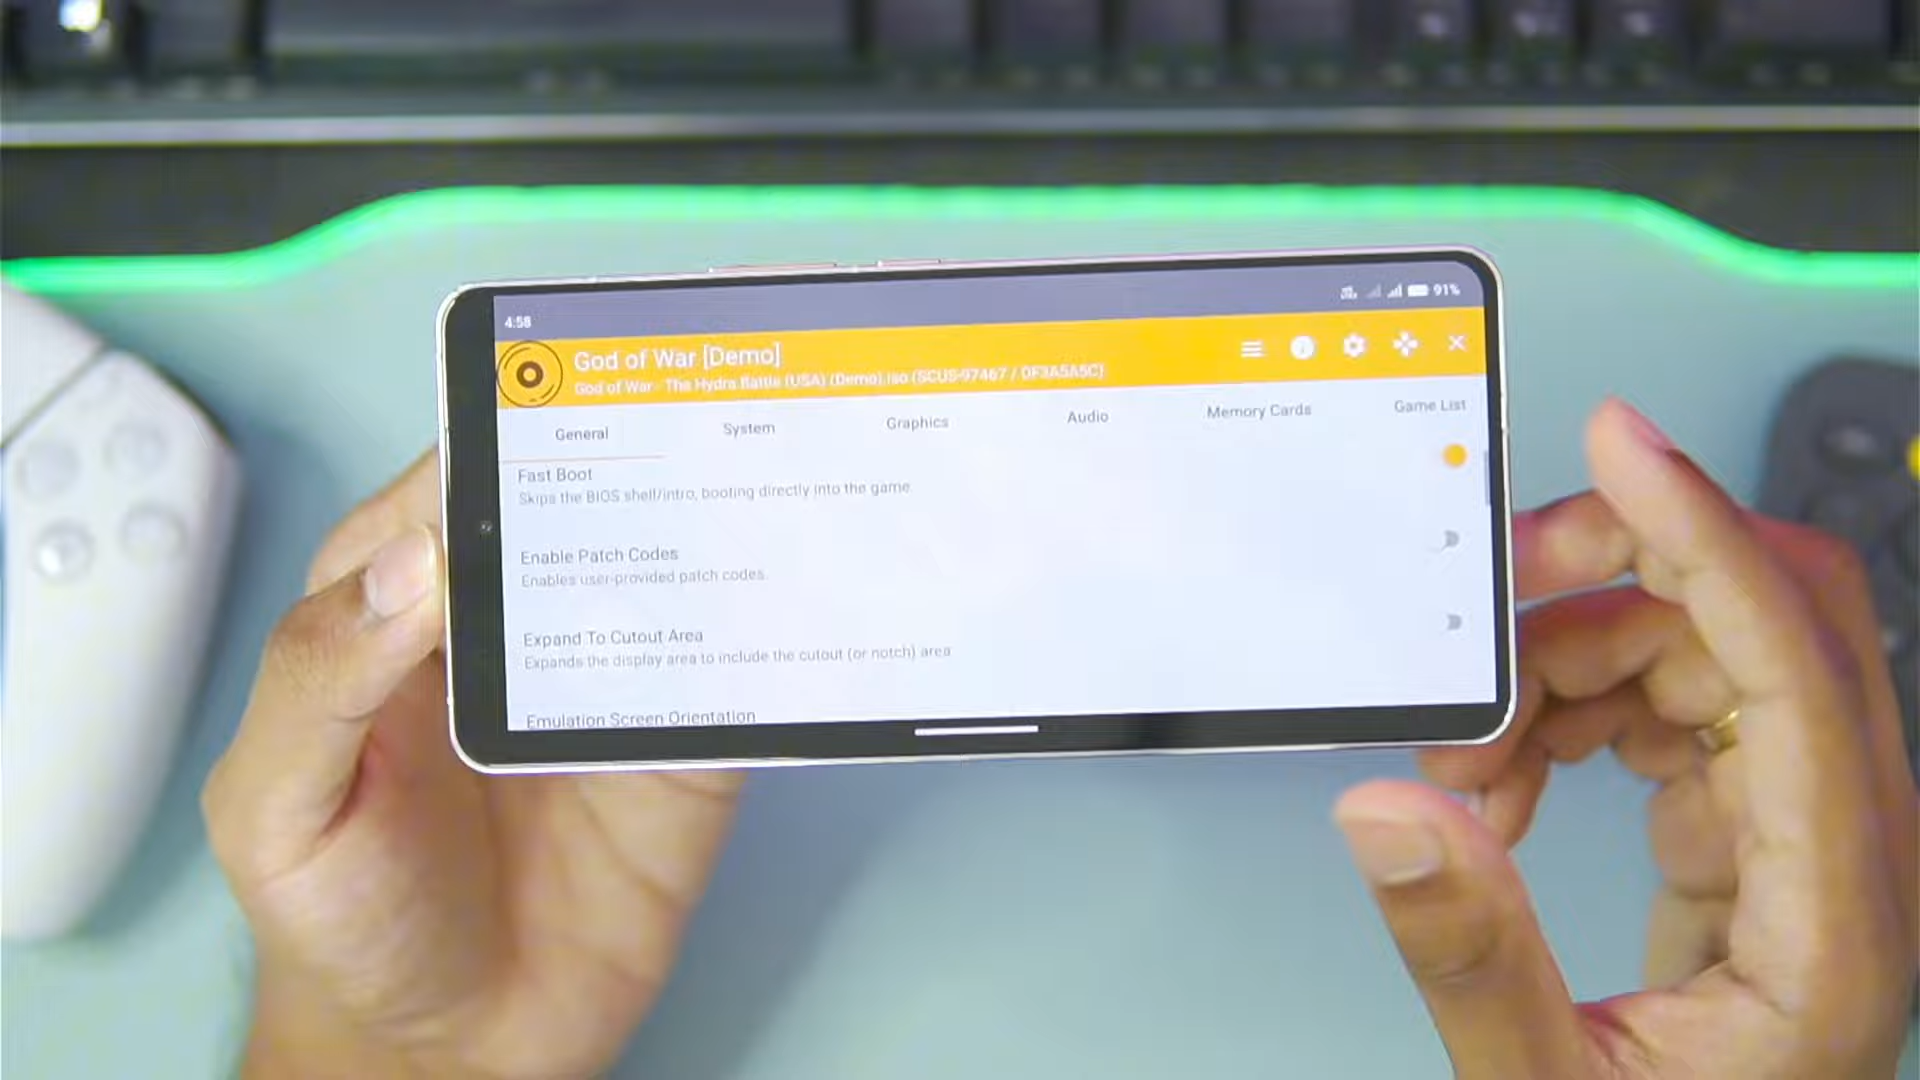 4:58
91%
God of War [Demo]
God of War - The Hydra Battle (USA) (Demo).iso (SCUS-97467 / 0F3A5A5C)
General System Graphics Audio Memory Cards Game List
Fast Boot
Skips the BIOS shell/intro, booting directly into the game.
Enable Patch Codes
Enables user-provided patch codes.
Expand To Cutout Area
Expands the display area to include the cutout (or notch) area
Emulation Screen Orientation